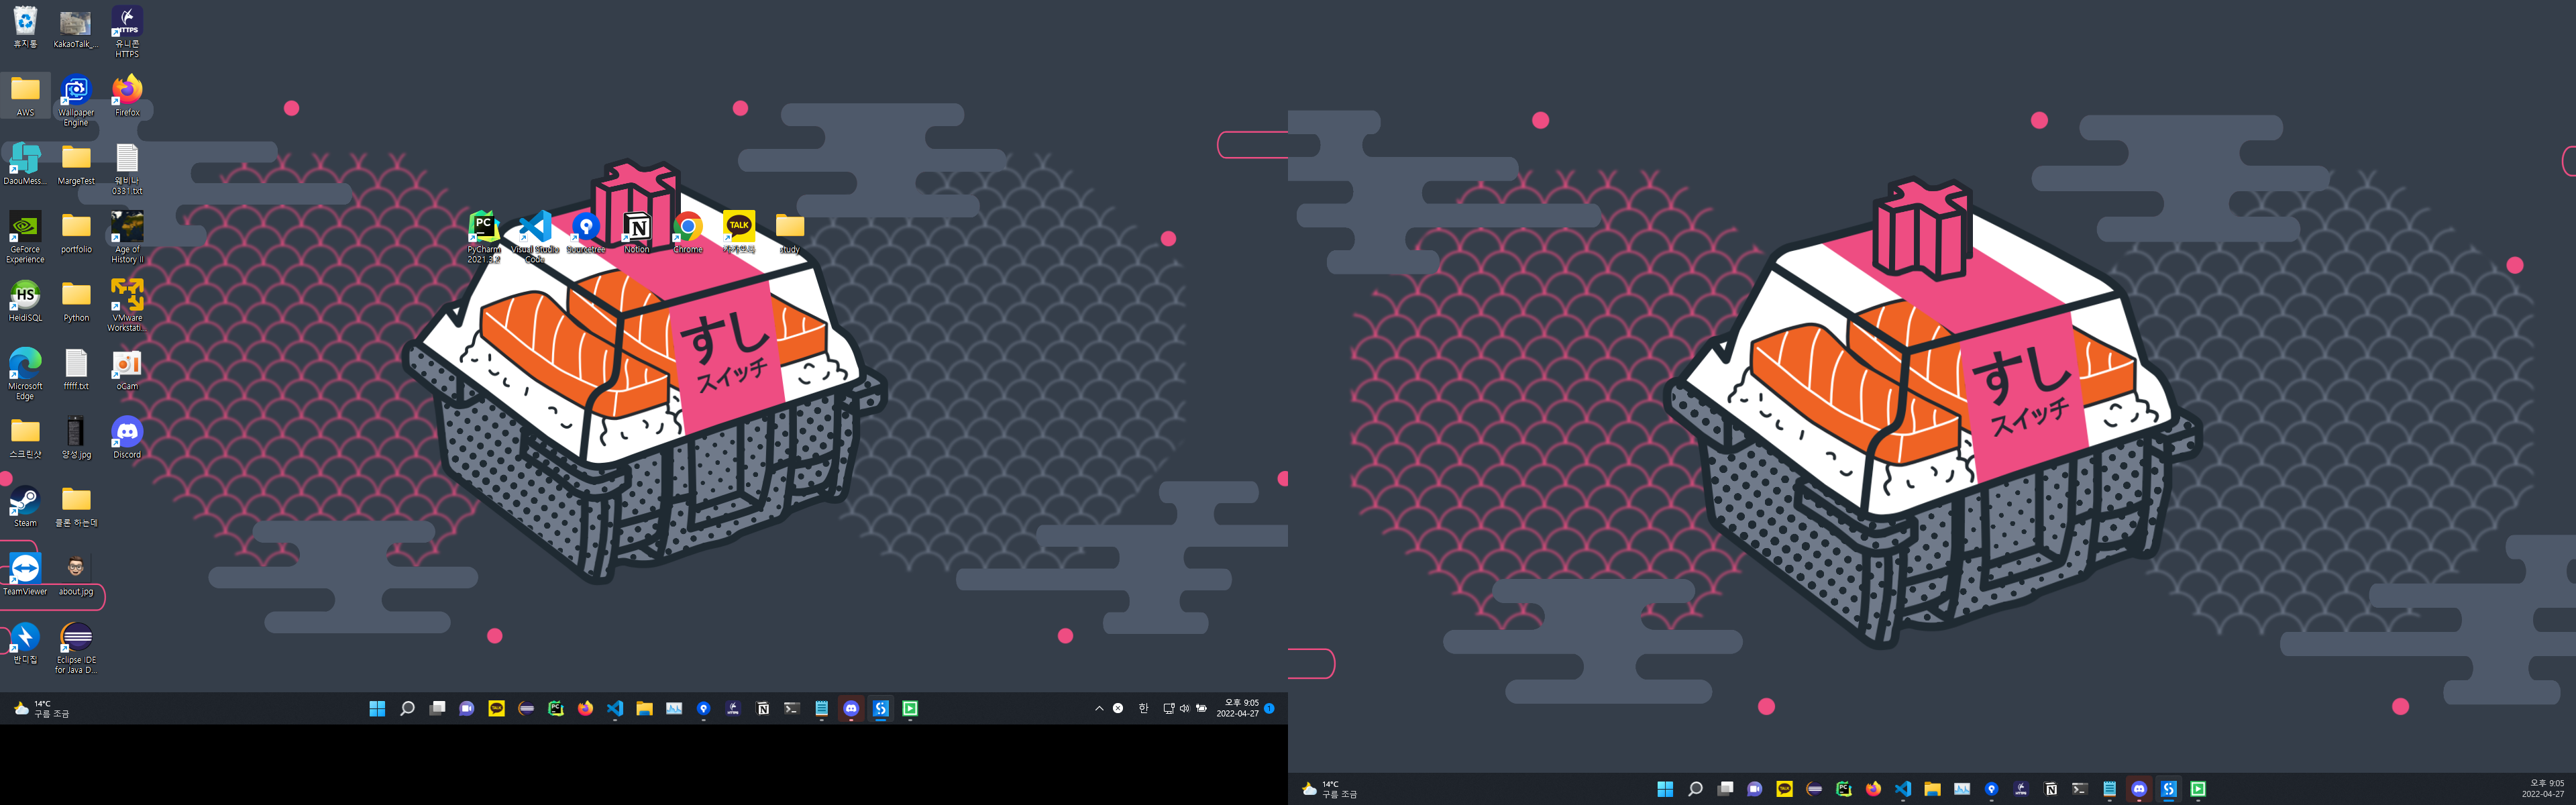 휴지통
KakaoTalk_...
유니콘
HTTPS
AWS
Wallpaper
Engine
Firefox
DaouMess...
MargeTest
웨비나
0331.txt
GeForce
Experience
portfolio
Age of
History II
PC
PyCharm
2021.3.2
Visual Studio
Code
Sourcetree
Notion
Chrome
TALK
카카오톡
study
HS
HeidiSQL
Python
VMware
Workstati...
Microsoft
Edge
fffff.txt
oCam
스크린샷
양성.jpg
Discord
Steam
클론 하는데
TeamViewer
about.jpg
반디집
Eclipse IDE
for Java D...
すし
スイッチ
すし
スイッチ
14°C
구름 조금
한
오후 9:05
2022-04-27
1
14°C
구름 조금
오후 9:05
2022-04-27